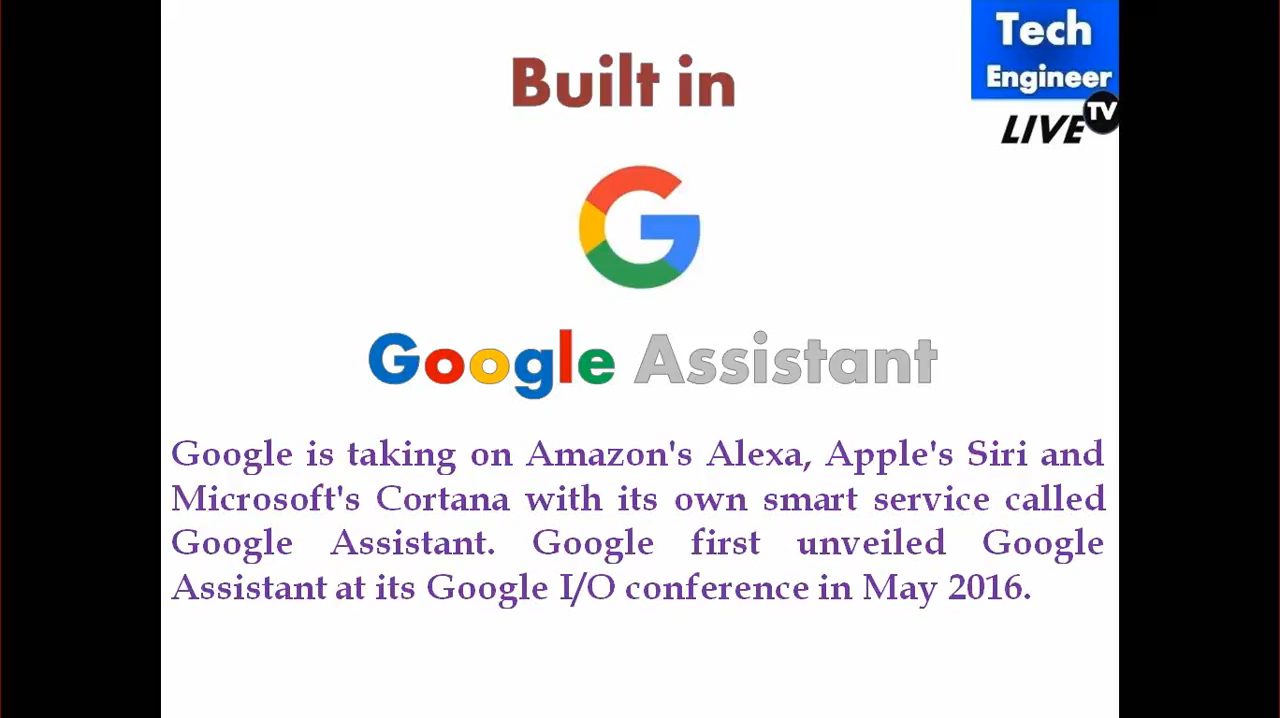 Built in
Tech
Engineer
LIVE TV
G
Google Assistant
Google is taking on Amazon's Alexa, Apple's Siri and
Microsoft's Cortana with its own smart service called
Google Assistant. Google first unveiled Google
Assistant at its Google I/O conference in May 2016.